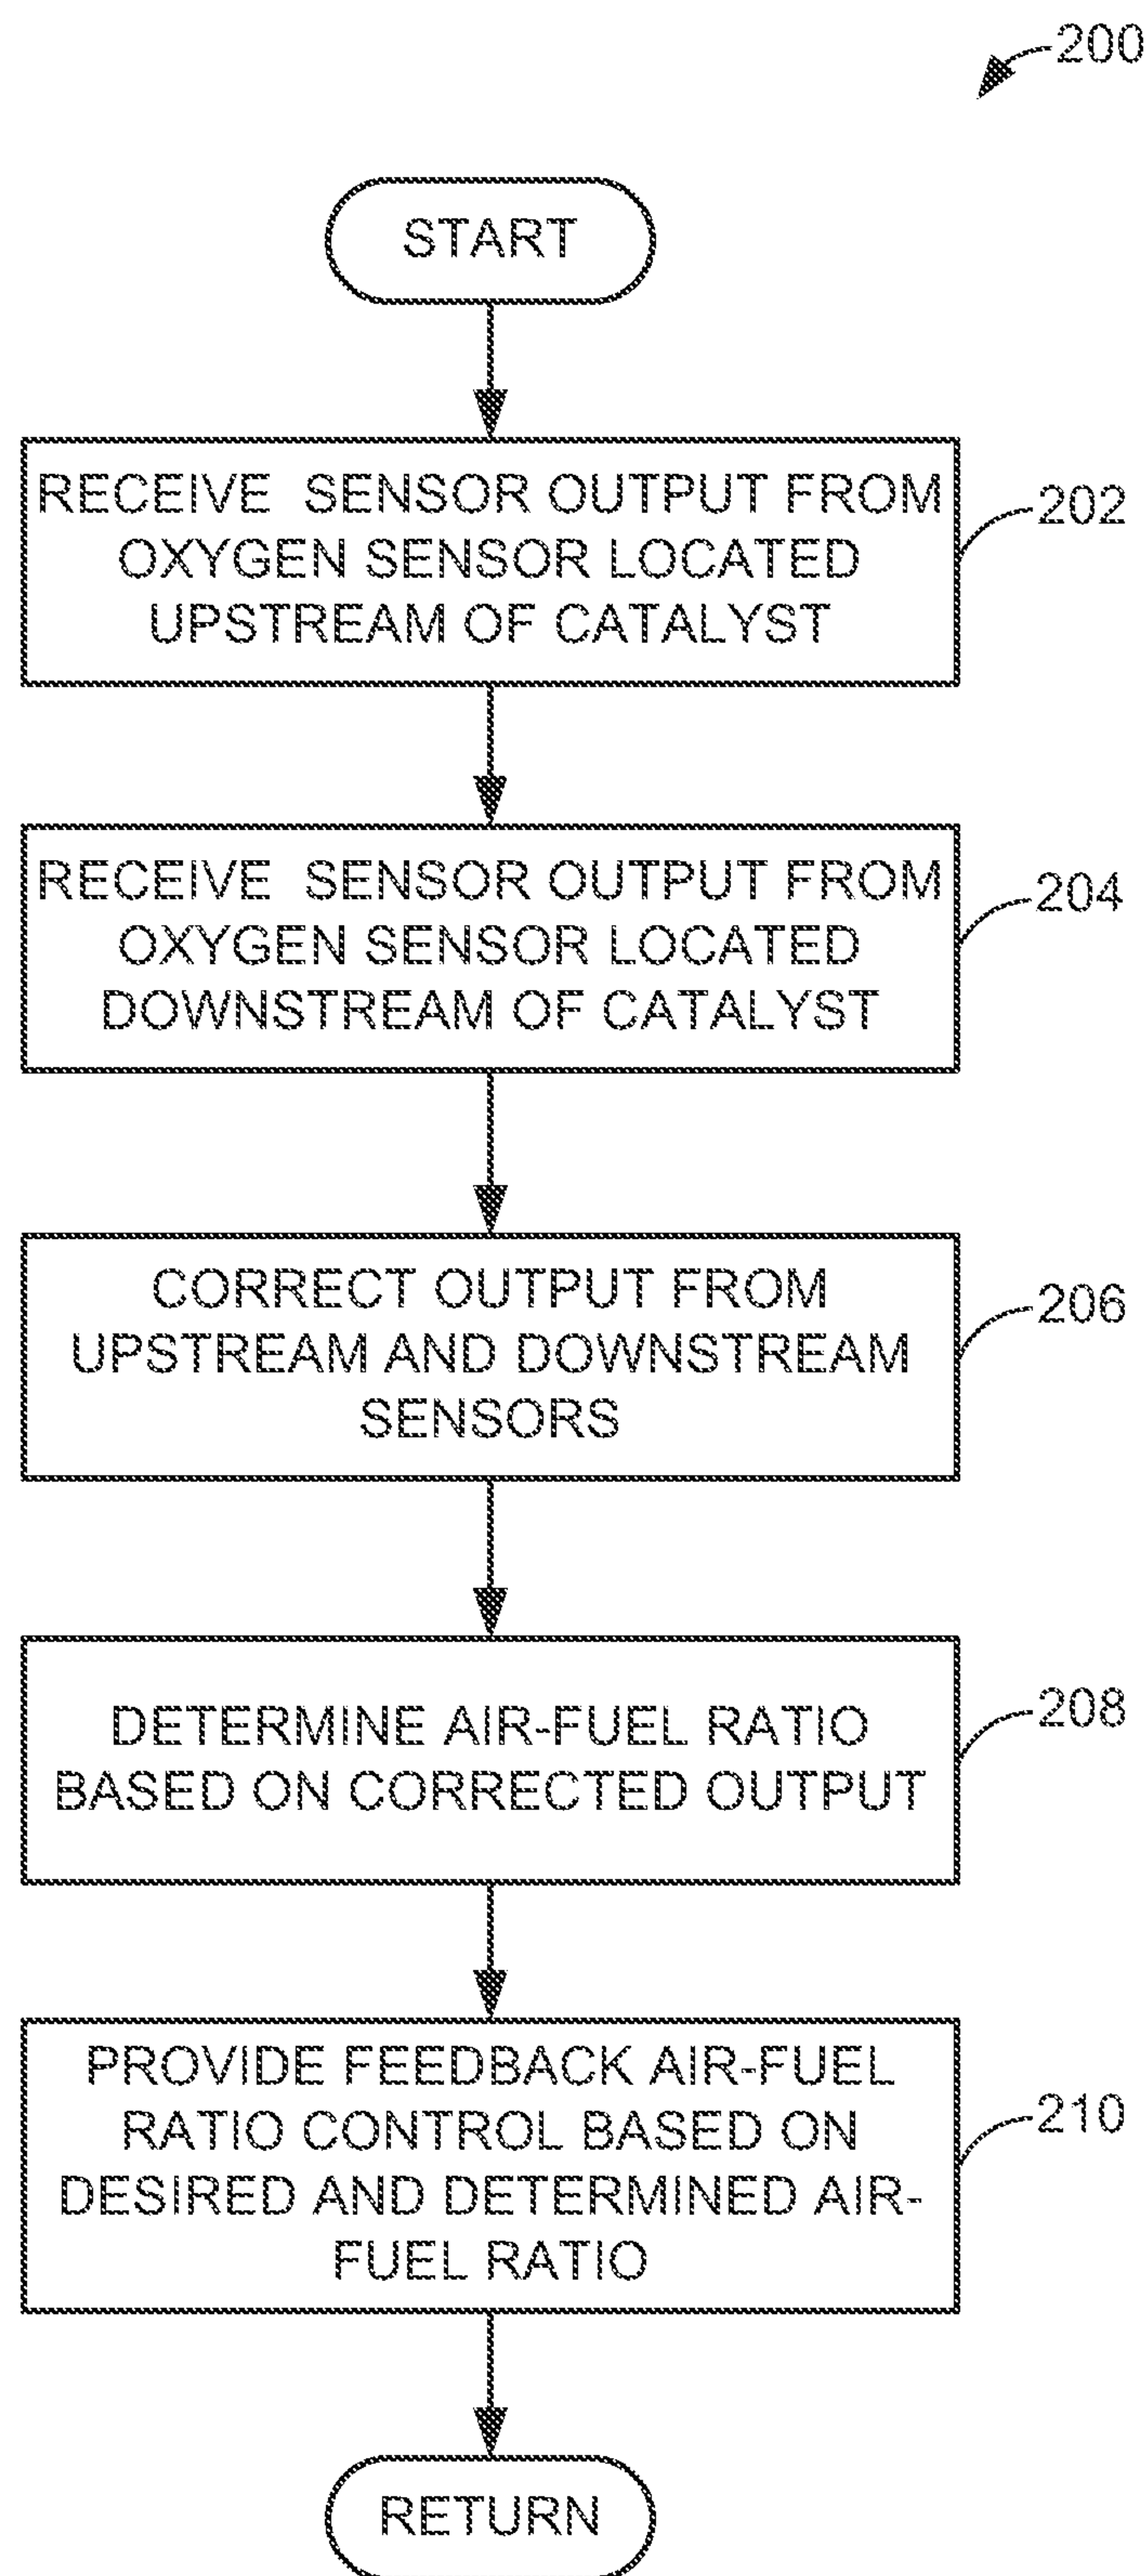 200
START
RECEIVE SENSOR OUTPUT FROM
OXYGEN SENSOR LOCATED
UPSTREAM OF CATALYST
202
RECEIVE SENSOR OUTPUT FROM
OXYGEN SENSOR LOCATED
DOWNSTREAM OF CATALYST
204
CORRECT OUTPUT FROM
UPSTREAM AND DOWNSTREAM
SENSORS
206
DETERMINE AIR-FUEL RATIO
BASED ON CORRECTED OUTPUT
208
PROVIDE FEEDBACK AIR-FUEL
RATIO CONTROL BASED ON
DESIRED AND DETERMINED AIR-
FUEL RATIO
210
RETURN